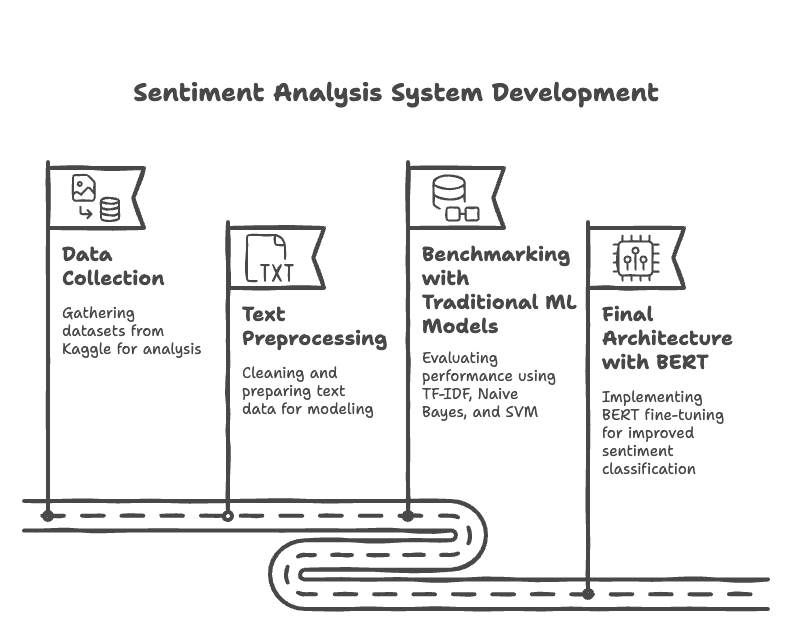 Sentiment Analysis System Development
Data
Collection
Gathering
datasets from
Kaggle for analysis
TXT
Text
Preprocessing
Cleaning and
preparing text
data for modeling
Benchmarking
with
Traditional ML
Models
Evaluating
performance using
TF-IDF, Naive
Bayes, and SVM
Final
Architecture
with BERT
Implementing
BERT fine-tuning
for improved
sentiment
classification